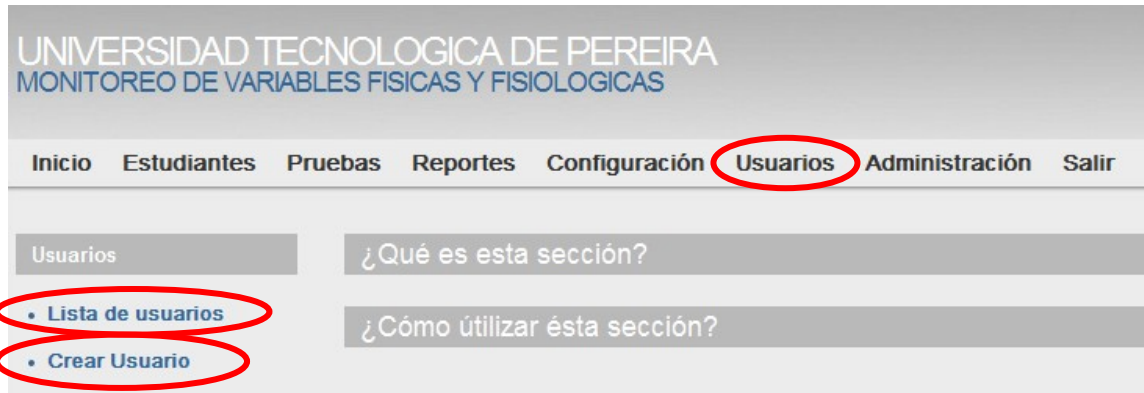 UNIVERSIDAD TECNOLOGICA DE PEREIRA
MONITOREO DE VARIABLES FISICAS Y FISIOLOGICAS
Inicio Estudiantes Pruebas Reportes Configuración Usuarios Administración Salir
Usuarios
• Lista de usuarios
• Crear Usuario
¿Qué es esta sección?
¿Cómo útilizar ésta sección?